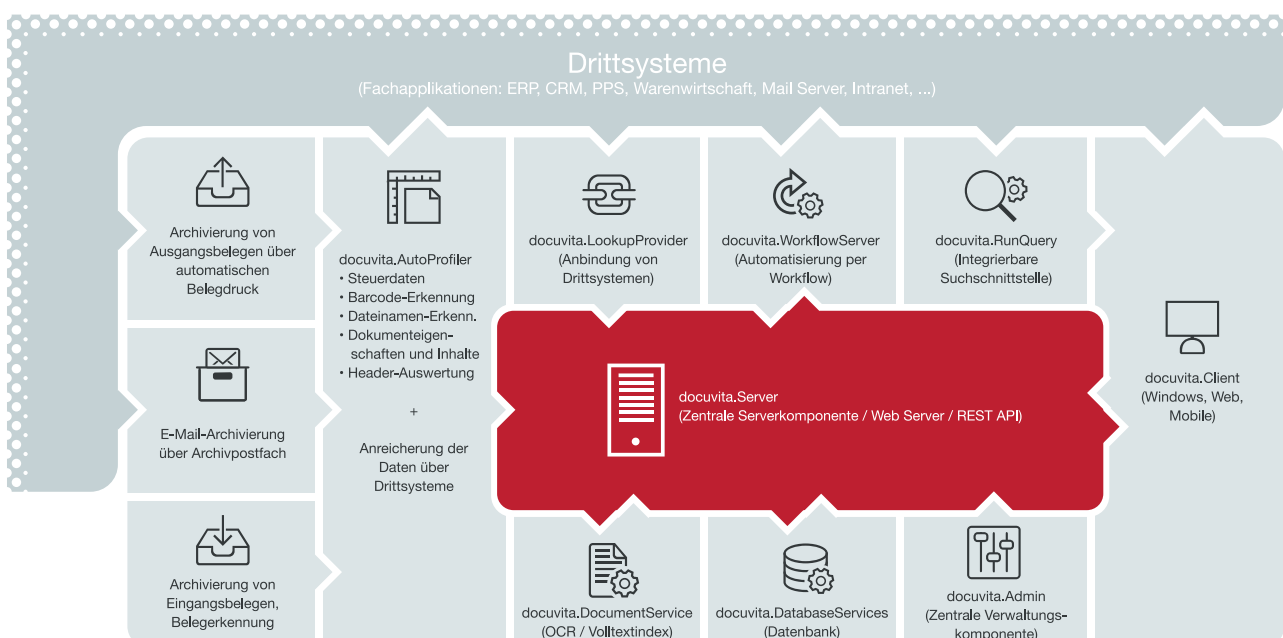 Drittsysteme
(Fachapplikationen: ERP, CRM, PPS, Warenwirtschaft, Mail Server, Intranet, ...)
Archivierung von
Ausgangsbelegen über
automatischen
Belegdruck
E-Mail-Archivierung
über Archivpostfach
Archivierung von
Eingangsbelegen,
Belegerkennung
docuvita.AutoProfiler
• Steuerdaten
• Barcode-Erkennung
• Dateinamen-Erkenn.
• Dokumenteigen-
schaften und Inhalte
• Header-Auswertung
+
Anreicherung der
Daten über
Drittsysteme
docuvita.LookupProvider
(Anbindung von
Drittsystemen)
docuvita.WorkflowServer
(Automatisierung per
Workflow)
docuvita.RunQuery
(Integrierbare
Suchschnittstelle)
docuvita.Server
(Zentrale Serverkomponente / Web Server / REST API)
docuvita.Client
(Windows, Web,
Mobile)
docuvita.DocumentService
(OCR / Volltextindex)
docuvita.DatabaseServices
(Datenbank)
docuvita.Admin
(Zentrale Verwaltungs-
komponente)